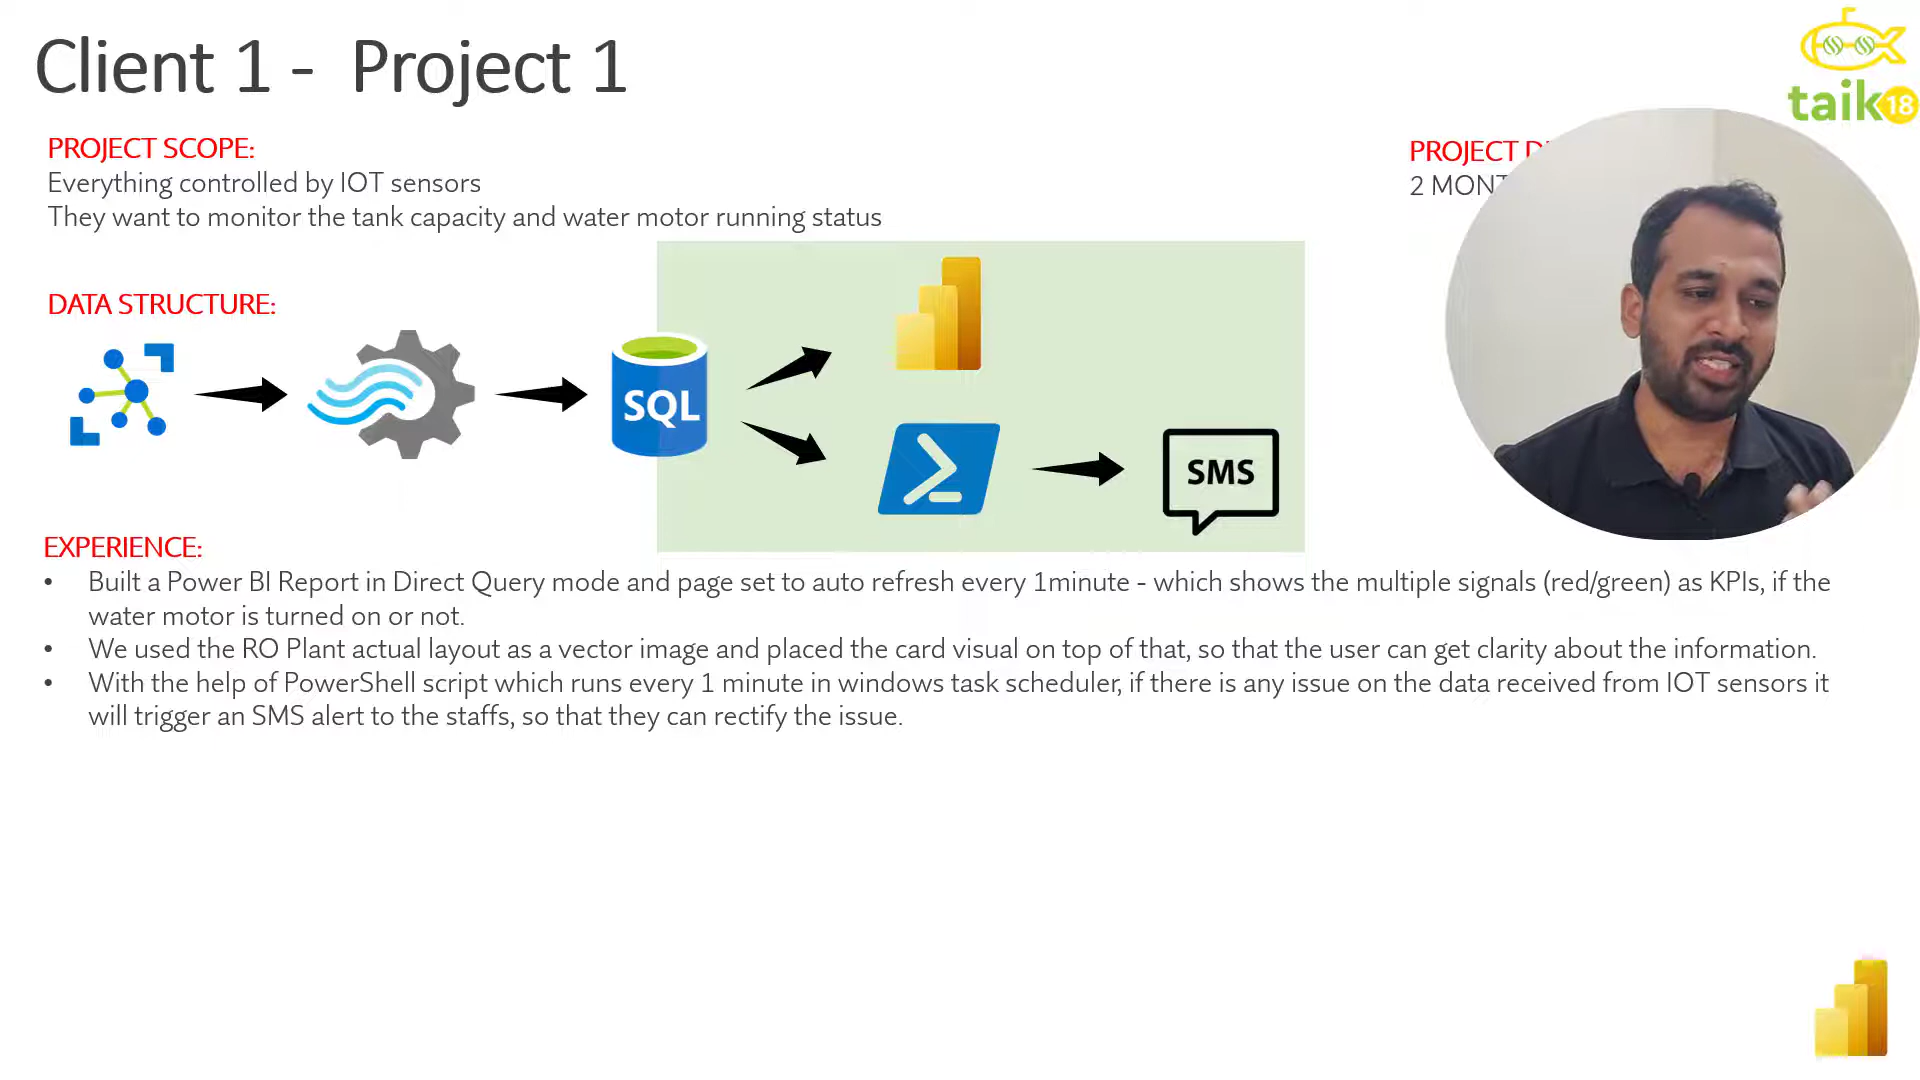 Client 1 - Project 1
taik18
PROJECT SCOPE:
Everything controlled by IOT sensors
They want to monitor the tank capacity and water motor running status
PROJECT
2
DATA STRUCTURE:
SQL
SMS
EXPERIENCE:
• Built a Power BI Report in Direct Query mode and page set to auto refresh every 1minute - which shows the multiple signals (red/green) as KPIs, if the
water motor is turned on or not.
• We used the RO Plant actual layout as a vector image and placed the card visual on top of that, so that the user can get clarity about the information.
• With the help of PowerShell script which runs every 1 minute in windows task scheduler, if there is any issue on the data received from IOT sensors it
will trigger an SMS alert to the staffs, so that they can rectify the issue.